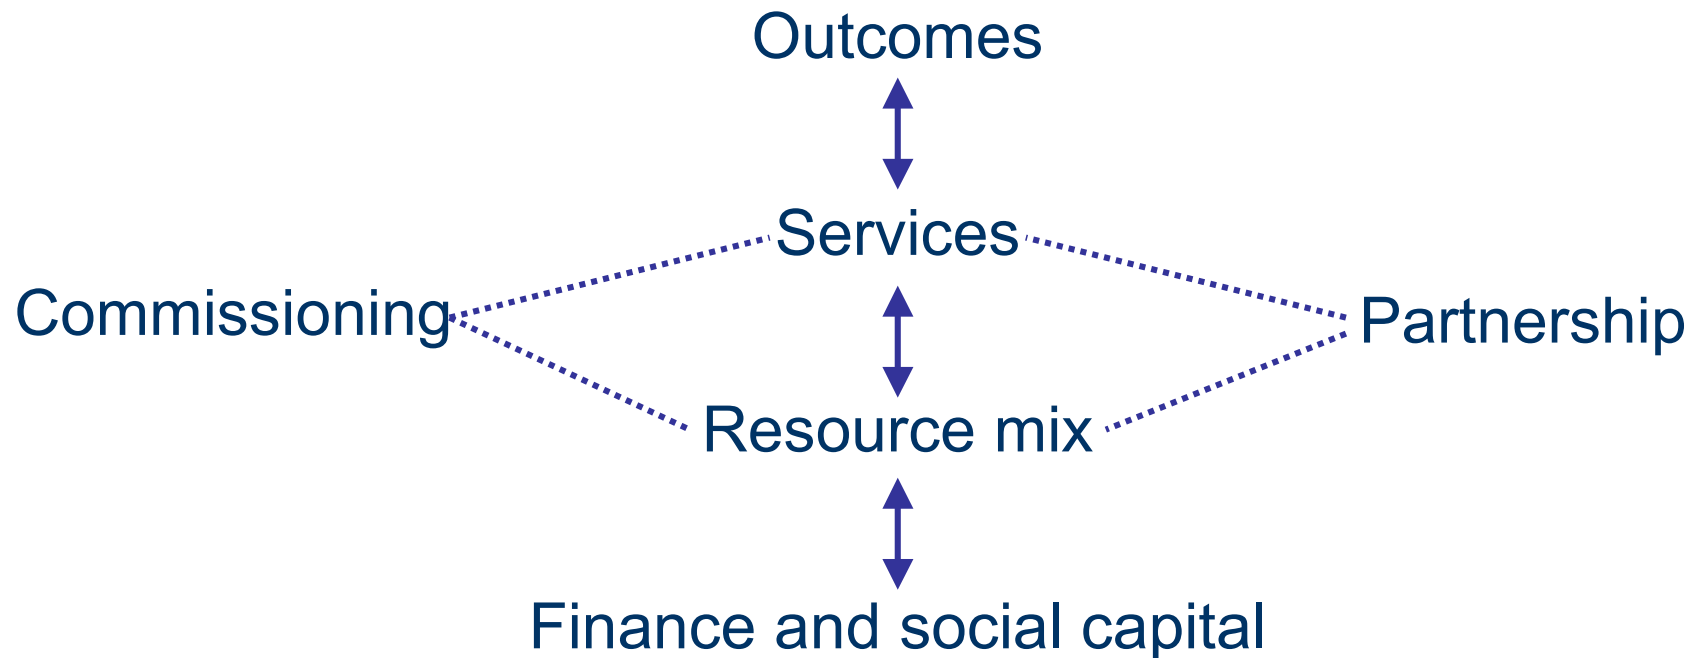 Outcomes
Services
Commissioning
Partnership
Resource mix
Finance and social capital